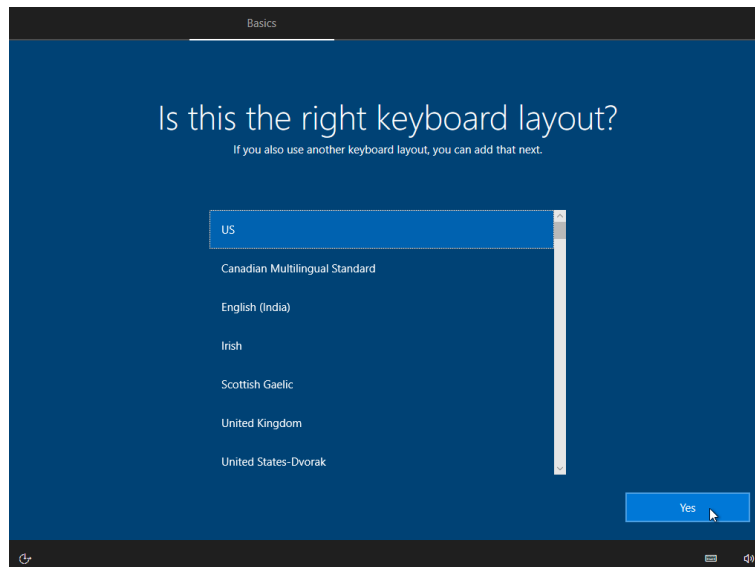 Basics
Is this the right keyboard layout?
If you also use another keyboard layout, you can add that next.
US
Canadian Multilingual Standard
English (India)
Irish
Scottish Gaelic
United Kingdom
United States-Dvorak
Yes